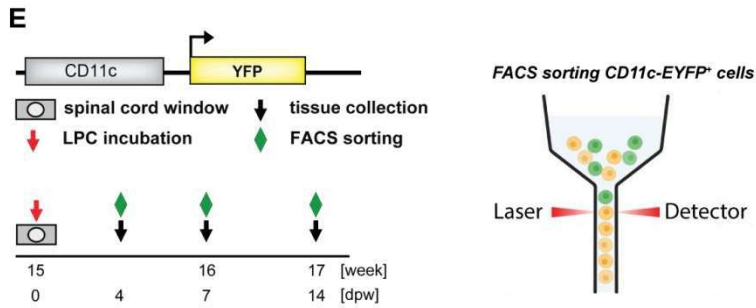 E
CD11c
YFP
spinal cord window
tissue collection
LPC incubation
FACS sorting
15 16 17 [week]
0 4 7 14 [dpw]
FACS sorting CD11c-EYFP⁺ cells
Laser
Detector